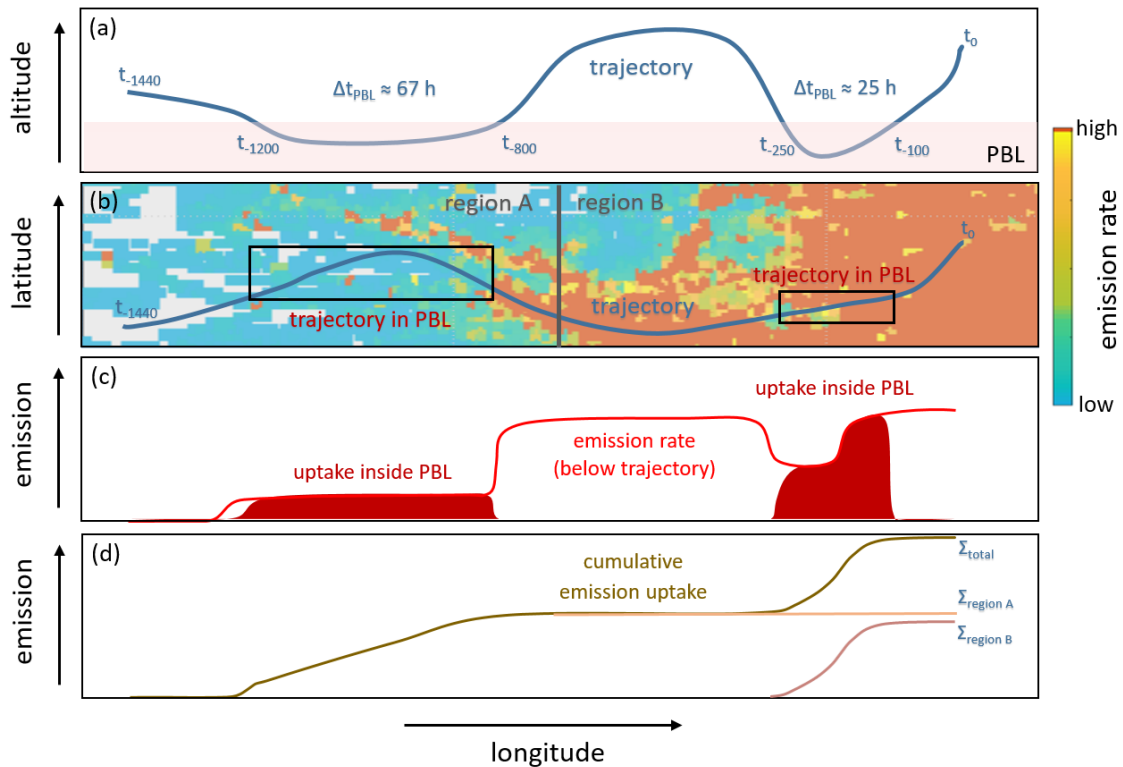 (a)
altitude
t-1440
Δt_PBL ≈ 67 h
trajectory
Δt_PBL ≈ 25 h
t0
t-1200
t-800
t-250
t-100
PBL
(b)
latitude
region A
region B
t-1440
trajectory in PBL
trajectory
trajectory in PBL
t0
high
emission rate
low
(c)
emission
uptake inside PBL
emission rate
(below trajectory)
uptake inside PBL
(d)
emission
cumulative
emission uptake
Σtotal
Σregion A
Σregion B
longitude